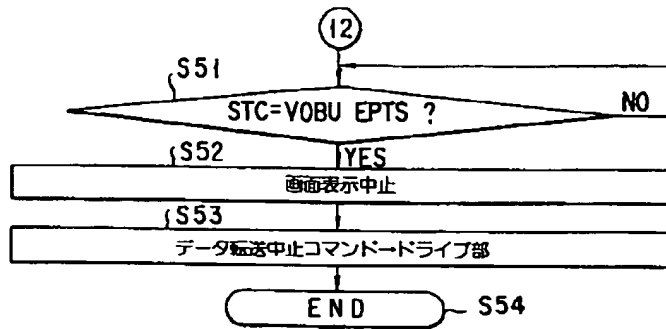 12
S51
STC=VOBU EPTS ?
NO
YES
S52
画面表示中止
S53
データ転送中止コマンド→ドライブ部
END
S54